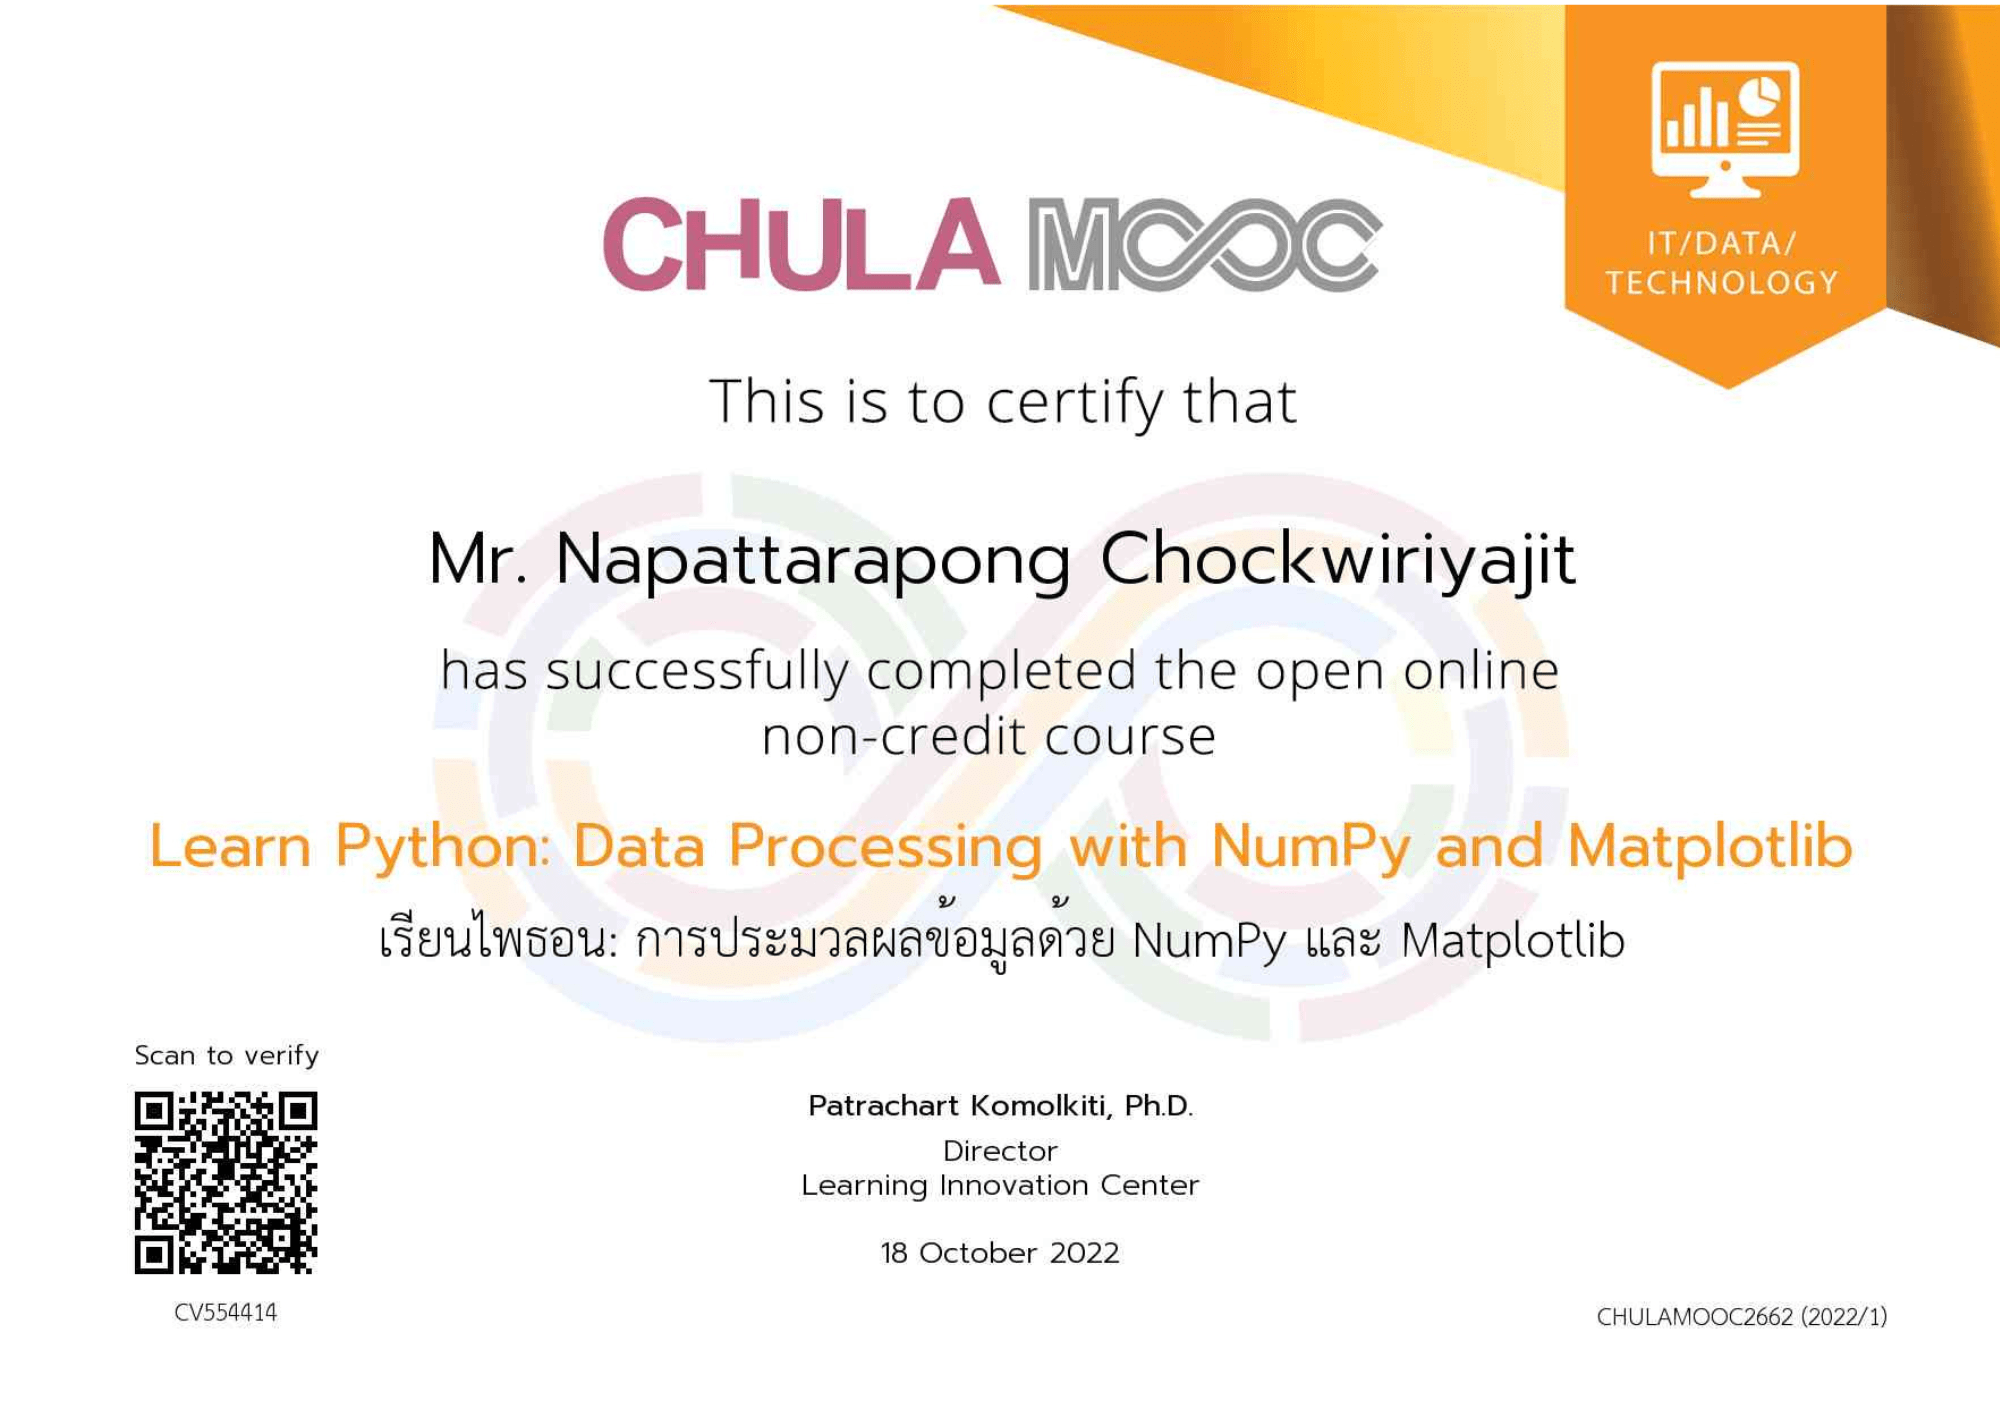 IT/DATA/
TECHNOLOGY
CHULA MOOC
This is to certify that
Mr. Napattarapong Chockwiriyajit
has successfully completed the open online
non-credit course
Learn Python: Data Processing with NumPy and Matplotlib
เรียนไพธอน: การประมวลผลข้อมูลด้วย NumPy และ Matplotlib
Scan to verify
Patrachart Komolkiti, Ph.D.
Director
Learning Innovation Center
18 October 2022
CV554414
CHULAMOOC2662 (2022/1)